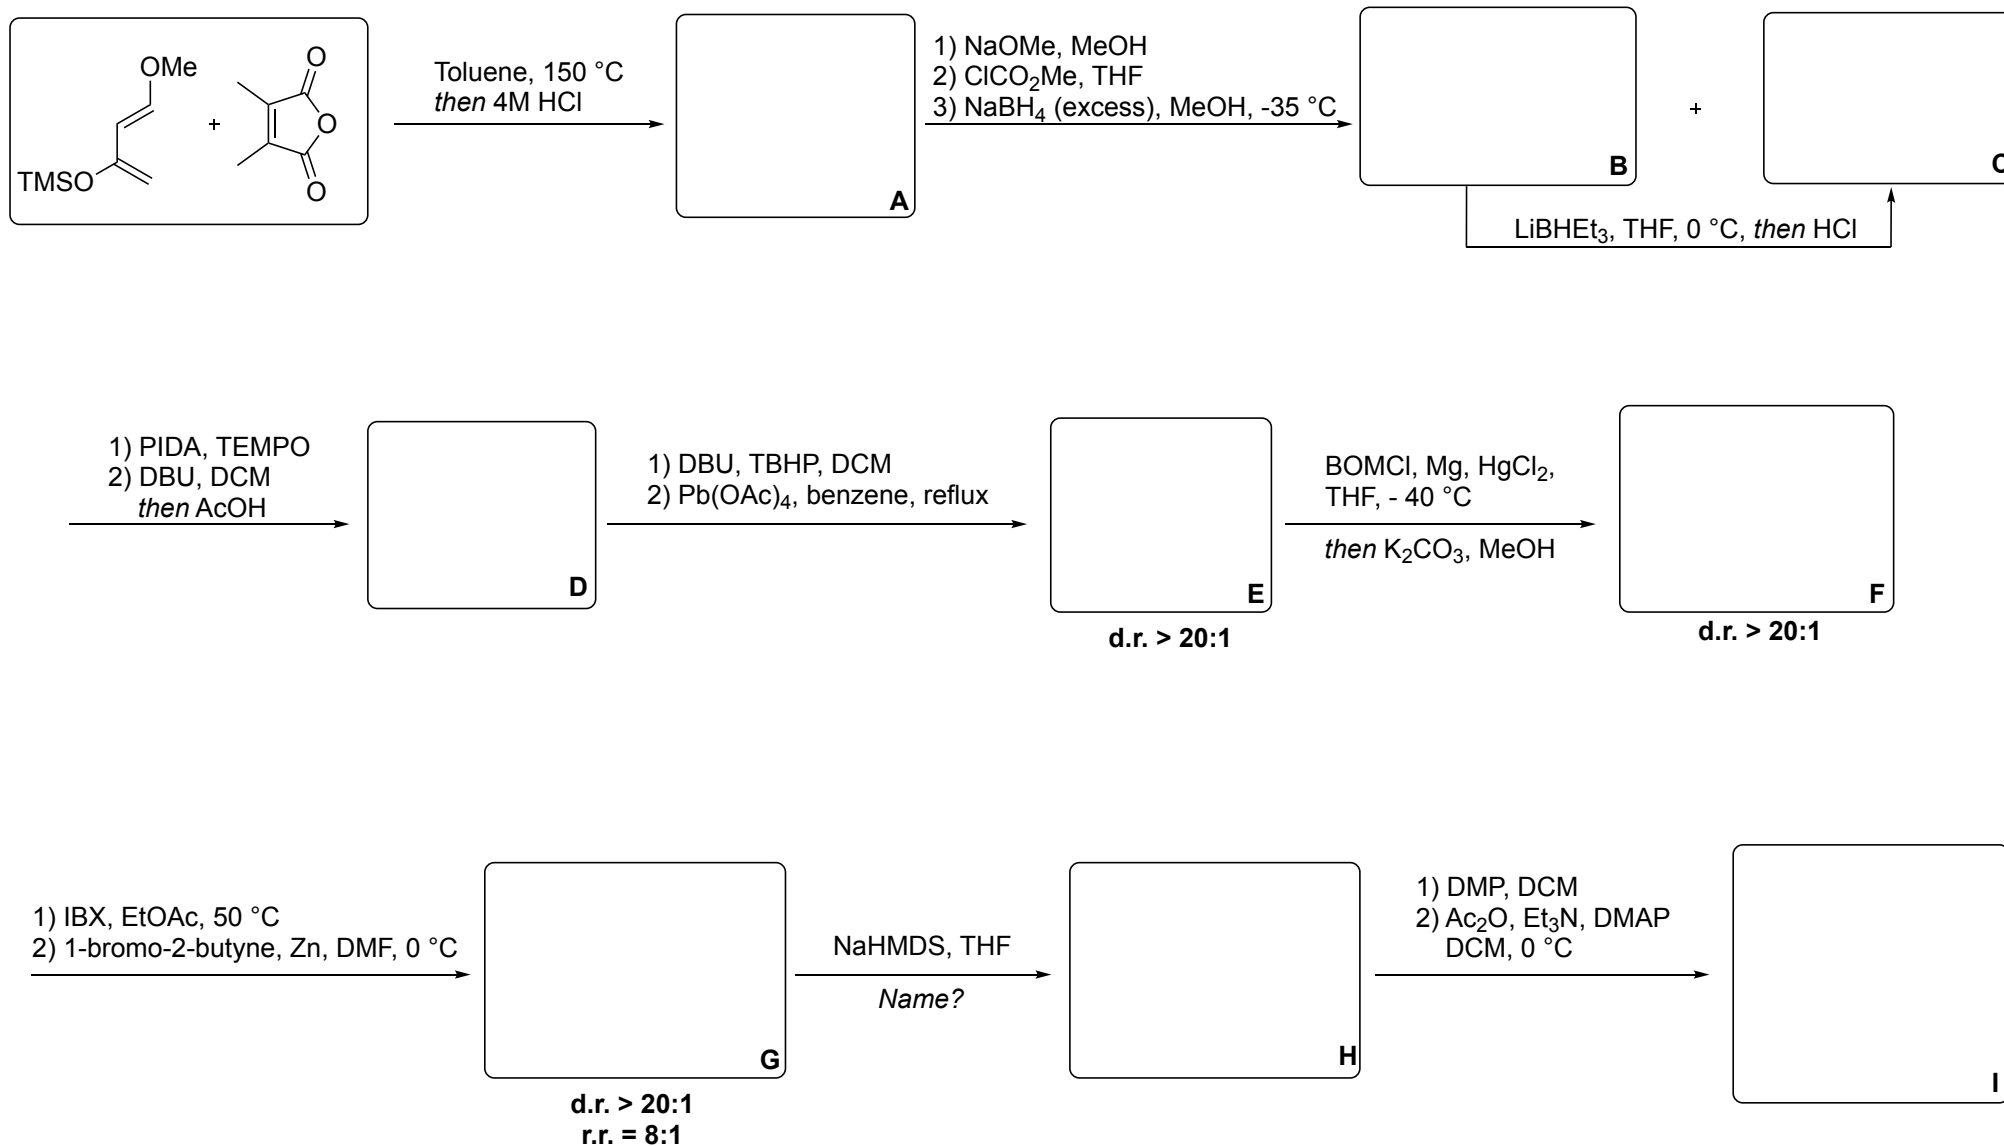 OMe
TMSO
+
O
O
O
Toluene, 150 °C
then 4M HCl
A
1) NaOMe, MeOH
2) ClCO2Me, THF
3) NaBH4 (excess), MeOH, -35 °C
B
+
C
LiBHEt3, THF, 0 °C, then HCl
1) PIDA, TEMPO
2) DBU, DCM
then AcOH
D
1) DBU, TBHP, DCM
2) Pb(OAc)4, benzene, reflux
E
d.r. > 20:1
BOMCl, Mg, HgCl2,
THF, - 40 °C
then K2CO3, MeOH
F
d.r. > 20:1
1) IBX, EtOAc, 50 °C
2) 1-bromo-2-butyne, Zn, DMF, 0 °C
G
d.r. > 20:1
r.r. = 8:1
NaHMDS, THF
Name?
H
1) DMP, DCM
2) Ac2O, Et3N, DMAP
DCM, 0 °C
I